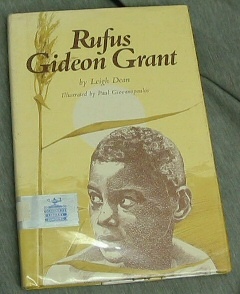 Rufus
Gideon Grant
by Leigh Dean
Illustrated by Paul Giovanopoulos